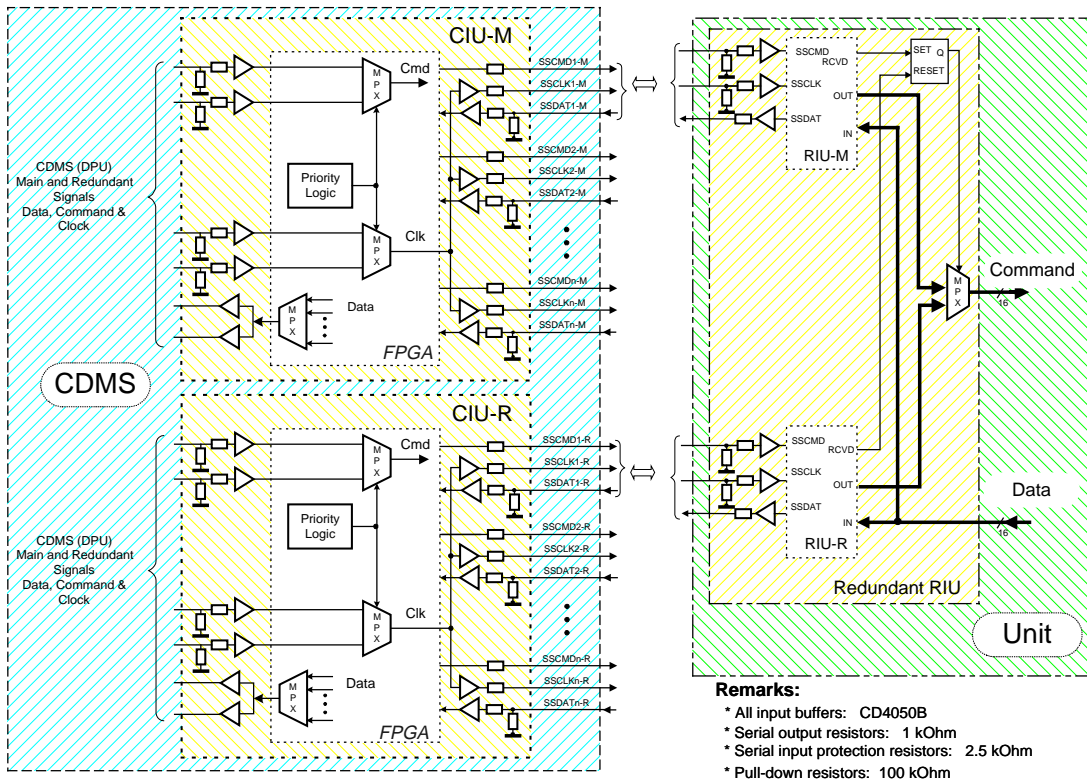 CIU-M
M
P
X
Cmd
Priority
Logic
M
P
X
Clk
M
P
X
Data
FPGA
CDMS (DPU)
Main and Redundant
Signals
Data, Command &
Clock
SSCMD1-M
SSCLK1-M
SSDAT1-M
SSCMD2-M
SSCLK2-M
SSDAT2-M
SSCMDn-M
SSCLKn-M
SSDATn-M
CDMS
CIU-R
M
P
X
Cmd
Priority
Logic
M
P
X
Clk
M
P
X
Data
FPGA
CDMS (DPU)
Main and Redundant
Signals
Data, Command &
Clock
SSCMD1-R
SSCLK1-R
SSDAT1-R
SSCMD2-R
SSCLK2-R
SSDAT2-R
SSCMDn-R
SSCLKn-R
SSDATn-R
SSCMD
RCVD
SSCLK
OUT
SSDAT
IN
RIU-M
SET Q
RESET
M
P
X
Command
16
SSCMD
RCVD
SSCLK
OUT
SSDAT
IN
RIU-R
Data
16
Redundant RIU
Unit
Remarks:
* All input buffers: CD4050B
* Serial output resistors: 1 kOhm
* Serial input protection resistors: 2.5 kOhm
* Pull-down resistors: 100 kOhm